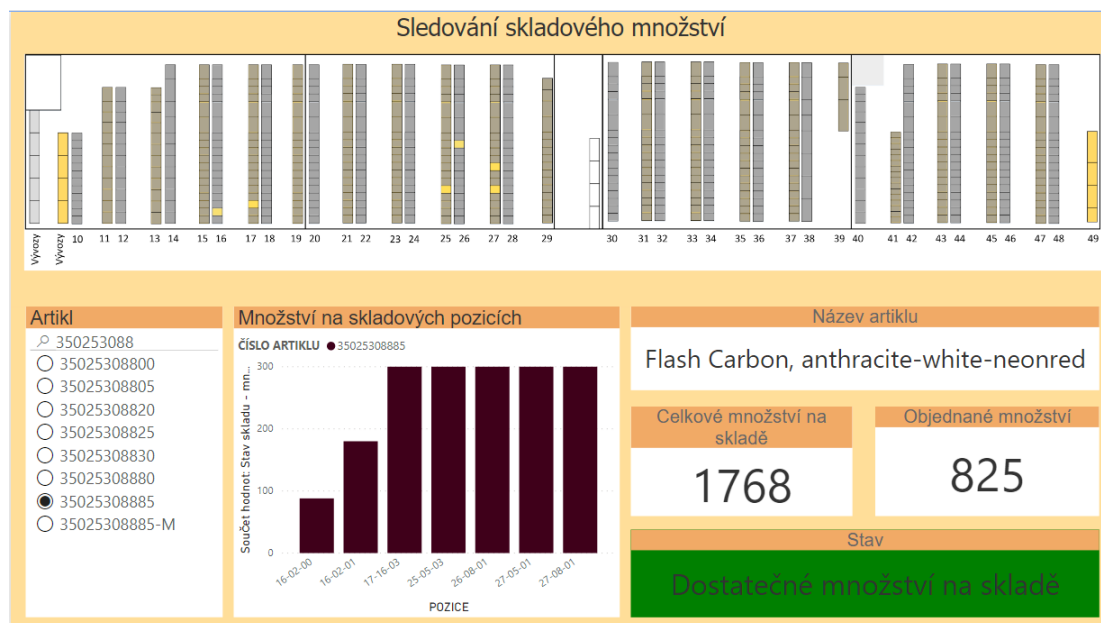 Sledování skladového množství
Vývozy Vývozy 10 11 12 13 14 15 16 17 18 19 20 21 22 23 24 25 26 27 28 29 30 31 32 33 34 35 36 37 38 39 40 41 42 43 44 45 46 47 48 49
Artikl
350253088
35025308800
35025308805
35025308820
35025308825
35025308830
35025308880
35025308885
35025308885-M
Množství na skladových pozicích
ČÍSLO ARTIKLU 35025308885
Součet hodnot: Stav skladu - mn...
300
200
100
0
16-02-00 16-02-01 17-16-03 25-05-03 26-08-01 27-05-01 27-08-01
POZICE
Název artiklu
Flash Carbon, anthracite-white-neonred
Celkové množství na
skladě
1768
Objednané množství
825
Stav
Dostatečné množství na skladě